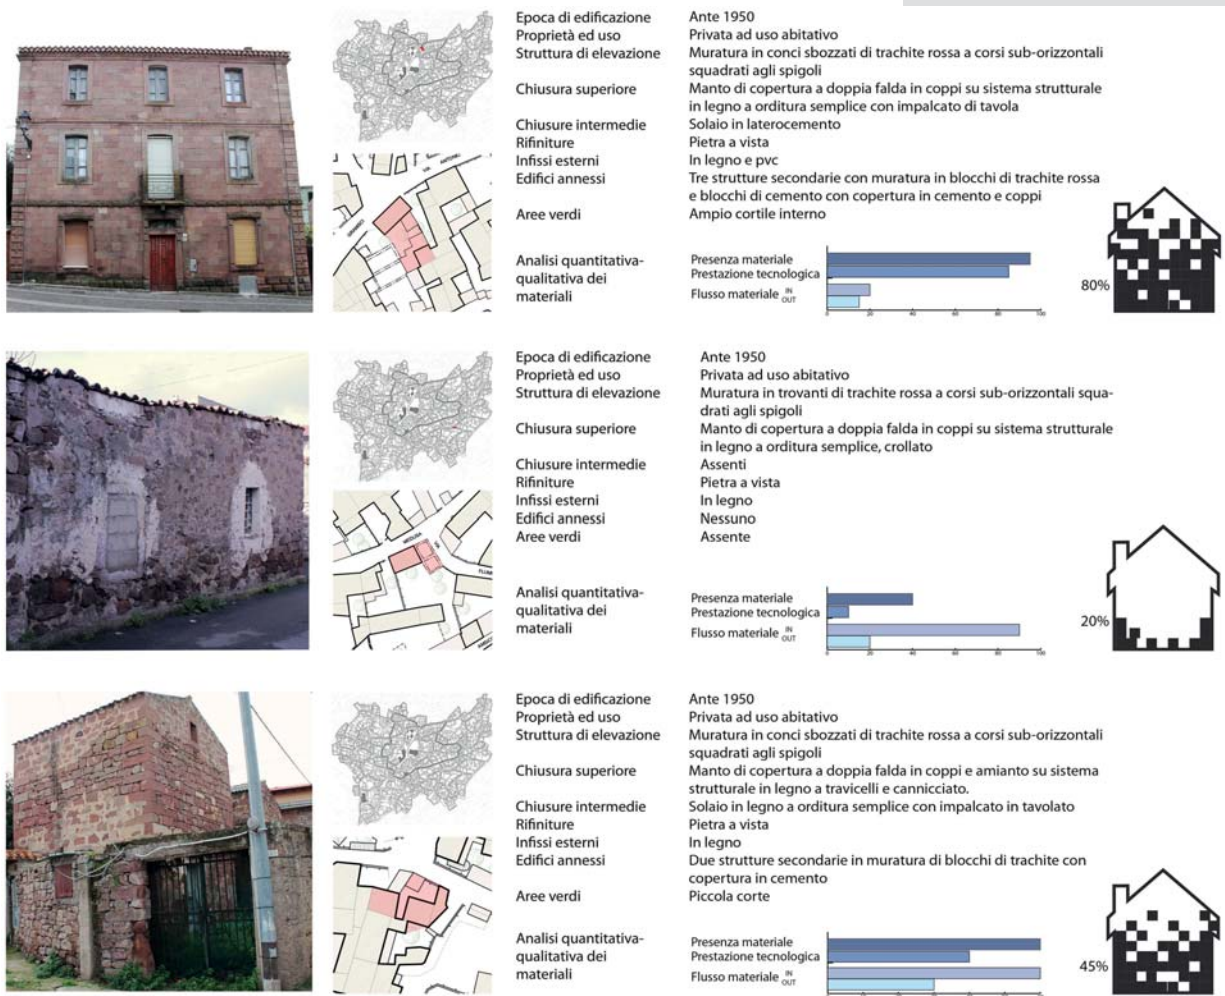 Epoca di edificazione Ante 1950
Proprietà ed uso Privata ad uso abitativo
Struttura di elevazione Muratura in conci sbozzati di trachite rossa a corsi sub-orizzontali
squadrati agli spigoli
Chiusura superiore Manto di copertura a doppia falda in coppi su sistema strutturale
in legno a orditura semplice con impalcato di tavola
Chiusure intermedie Solaio in laterocemento
Rifiniture Pietra a vista
Infissi esterni In legno e pvc
Edifici annessi Tre strutture secondarie con muratura in blocchi di trachite rossa
e blocchi di cemento con copertura in cemento e coppi
Aree verdi Ampio cortile interno
Analisi quantitativa-
qualitativa dei
materiali
Presenza materiale
Prestazione tecnologica
Flusso materiale IN
OUT
0 20 40 60 80 100
80%
Epoca di edificazione Ante 1950
Proprietà ed uso Privata ad uso abitativo
Struttura di elevazione Muratura in trovanti di trachite rossa a corsi sub-orizzontali squa-
drati agli spigoli
Chiusura superiore Manto di copertura a doppia falda in coppi su sistema strutturale
in legno a orditura semplice, crollato
Chiusure intermedie Assenti
Rifiniture Pietra a vista
Infissi esterni In legno
Edifici annessi Nessuno
Aree verdi Assente
MEDUSA
Analisi quantitativa-
qualitativa dei
materiali
Presenza materiale
Prestazione tecnologica
Flusso materiale IN
OUT
0 20 40 60 80 100
20%
Epoca di edificazione Ante 1950
Proprietà ed uso Privata ad uso abitativo
Struttura di elevazione Muratura in conci sbozzati di trachite rossa a corsi sub-orizzontali
squadrati agli spigoli
Chiusura superiore Manto di copertura a doppia falda in coppi e amianto su sistema
strutturale in legno a travicelli e cannicciato.
Chiusure intermedie Solaio in legno a orditura semplice con impalcato in tavolato
Rifiniture Pietra a vista
Infissi esterni In legno
Edifici annessi Due strutture secondarie in muratura di blocchi di trachite con
copertura in cemento
Aree verdi Piccola corte
Analisi quantitativa-
qualitativa dei
materiali
Presenza materiale
Prestazione tecnologica
Flusso materiale IN
OUT
45%